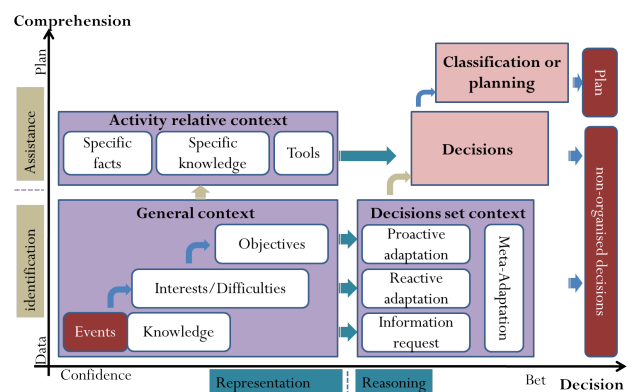 Comprehension
Plan
Classification or
planning
Plan
Assistance
Activity relative context
Specific
facts
Specific
knowledge
Tools
Decisions
non-organised decisions
identification
General context
Objectives
Interests/Difficulties
Events
Knowledge
Decisions set context
Proactive
adaptation
Reactive
adaptation
Information
request
Meta-Adaptation
Data
Confidence
Representation
Reasoning
Bet
Decision